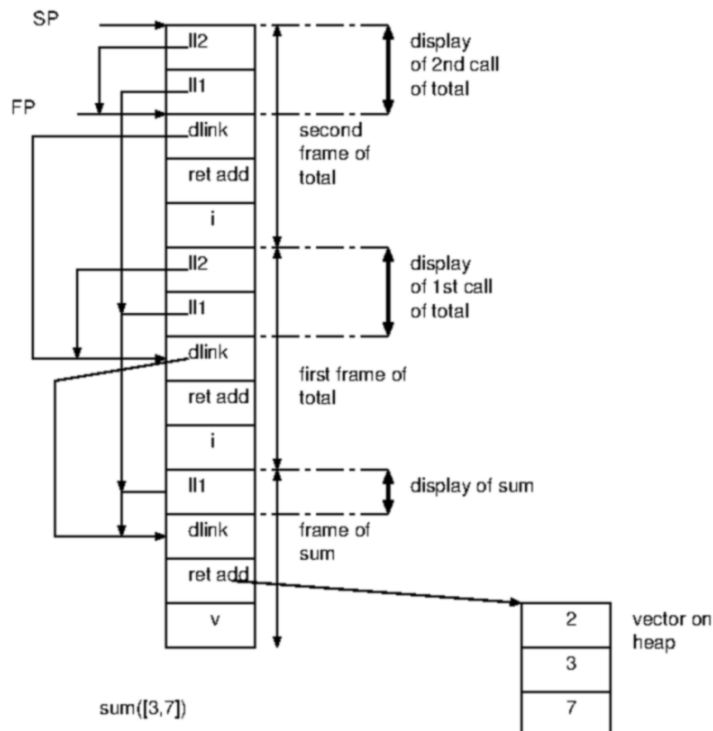 SP
ll2
display
of 2nd call
of total
ll1
FP
dlink
second
frame of
total
ret add
i
ll2
display
of 1st call
of total
ll1
dlink
first frame of
total
ret add
i
ll1
display of sum
dlink
frame of
sum
ret add
v
2
vector on
heap
3
7
sum([3,7])